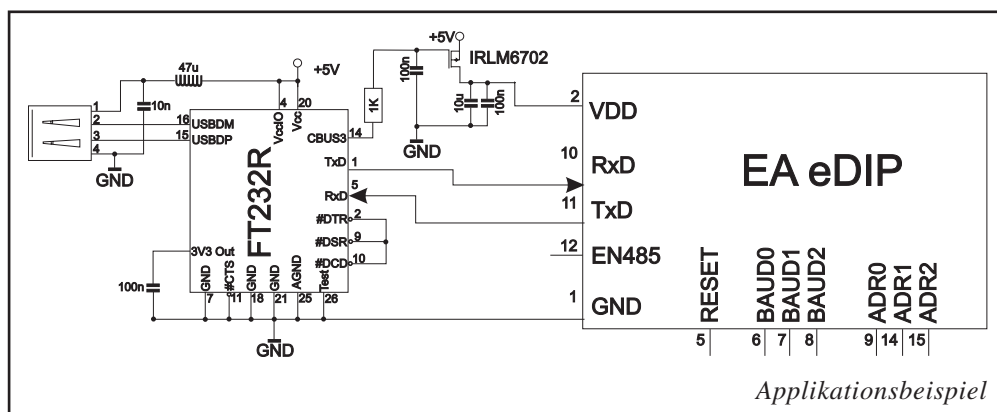 +5V
IRLM6702
47u
+5V
100n
10u
100n
1K
1
2
3
4
10n
GND
GND
4
20
VccIO
Vcc
16
USBDM
15
USBDP
CBUS3
14
TxD
1
5
RxD
#DTR
2
#DSR
9
#DCD
10
FT232R
3V3 Out
GND
#CTS
GND
GND
AGND
Test
7
11
18
21
25
26
100n
GND
2
VDD
10
RxD
11
TxD
12
EN485
1
GND
EA eDIP
RESET
BAUD0
BAUD1
BAUD2
ADR0
ADR1
ADR2
5
6
7
8
9
14
15
Applikationsbeispiel